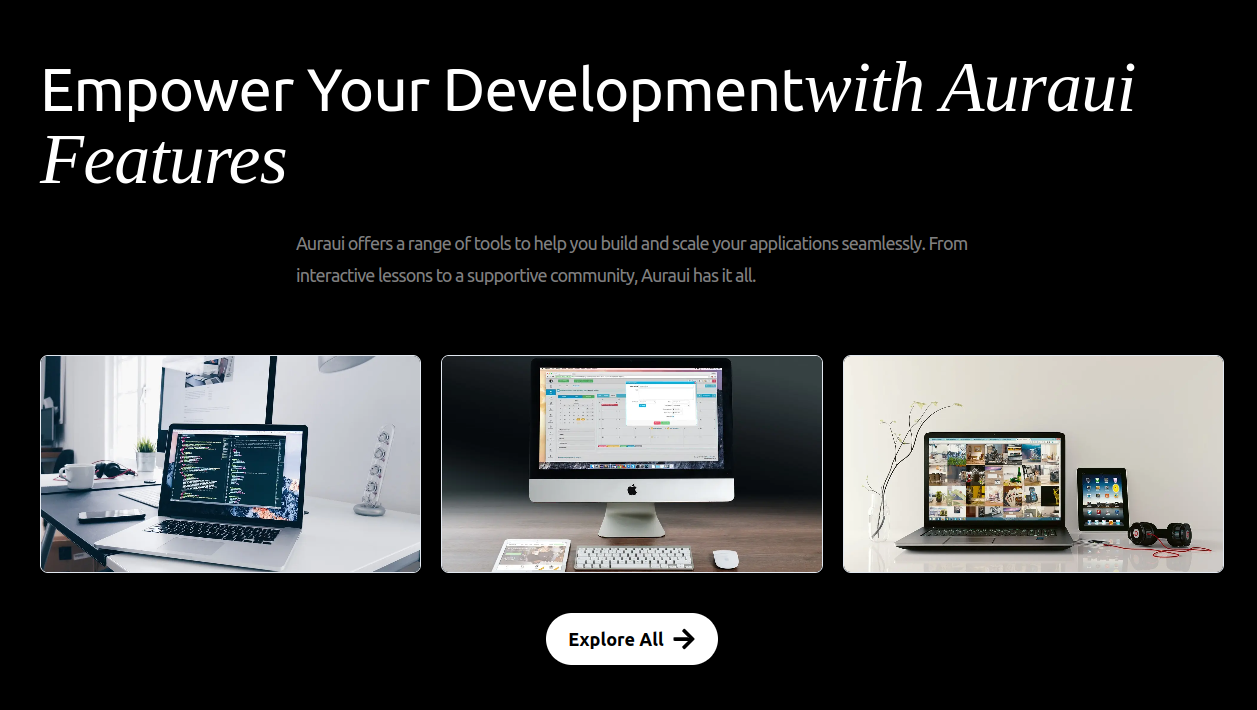 Empower Your Developmentwith Auraui
Features
Auraui offers a range of tools to help you build and scale your applications seamlessly. From
interactive lessons to a supportive community, Auraui has it all.
Explore All